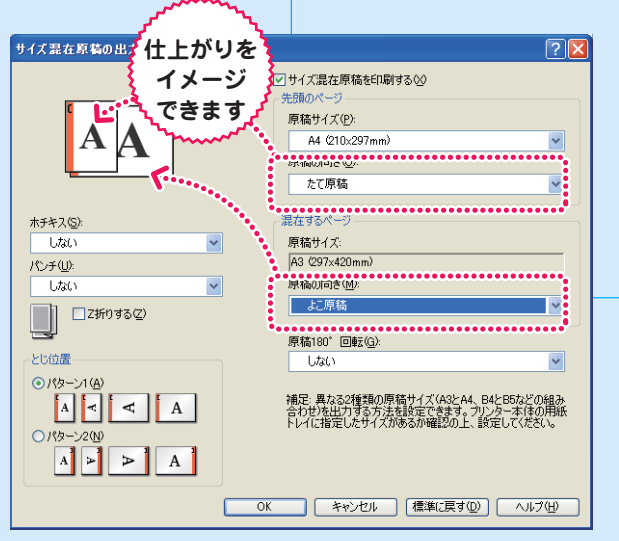 サイズ混在原稿の出
仕上がりを
イメージ
できます
サイズ混在原稿を印刷する(X)
先頭のページ
原稿サイズ(P):
A4 (210x297mm)
原稿の向き(O):
たて原稿
混在するページ
原稿サイズ:
A3 (297x420mm)
原稿の向き(M):
よこ原稿
原稿180° 回転(G):
しない
補足: 異なる2種類の原稿サイズ(A3とA4、B4とB5などの組み
合わせ)を出力する方法を設定できます。プリンター本体の用紙
トレイに指定したサイズがあるか確認の上、設定してください。
A A
ホチキス(S):
しない
パンチ(U):
しない
Z折りする(Z)
とじ位置
パターン1(A)
A A A A
パターン2(N)
A A A A
OK キャンセル 標準に戻す(D) ヘルプ(H)